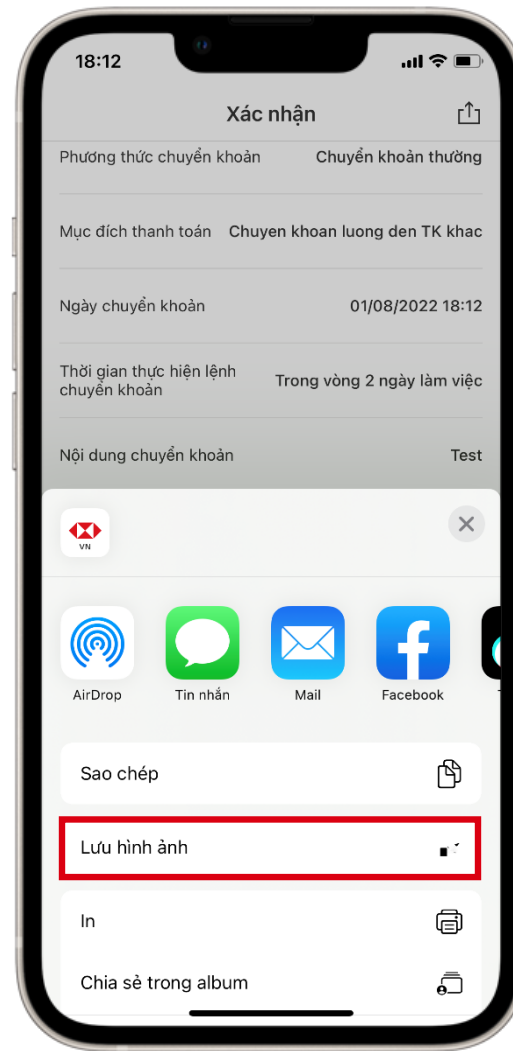 18:12
Xác nhận
Phương thức chuyển khoản Chuyển khoản thường
Mục đích thanh toán Chuyen khoan luong den TK khac
Ngày chuyển khoản 01/08/2022 18:12
Thời gian thực hiện lệnh
chuyển khoản Trong vòng 2 ngày làm việc
Nội dung chuyển khoản Test
VN
AirDrop Tin nhắn Mail Facebook
Sao chép
Lưu hình ảnh
In
Chia sẻ trong album